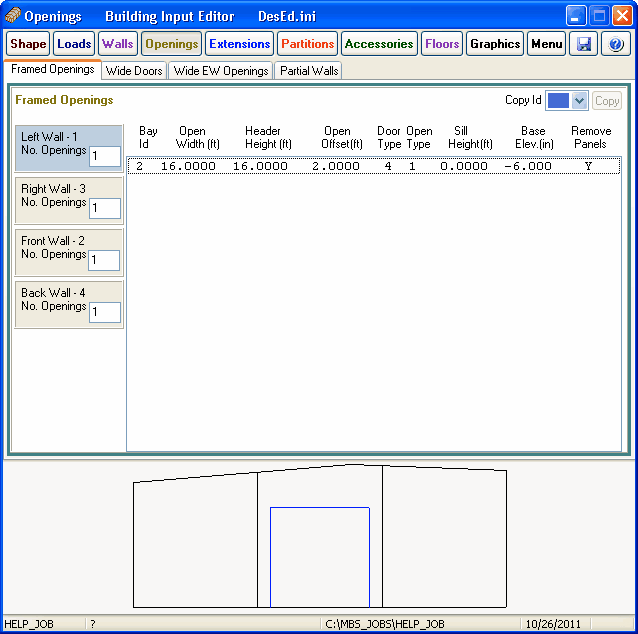 Openings Building Input Editor DesEd.ini
Shape Loads Walls Openings Extensions Partitions Accessories Floors Graphics Menu
Framed Openings Wide Doors Wide EW Openings Partial Walls
Framed Openings Copy Id Copy
Left Wall - 1
No. Openings 1
Right Wall - 3
No. Openings 1
Front Wall - 2
No. Openings 1
Back Wall - 4
No. Openings 1
Bay Open Header Open Door Open Sill Base Remove
Id Width (ft) Height (ft) Offset(ft) Type Type Height(ft) Elev.(in) Panels
2 16.0000 16.0000 2.0000 4 1 0.0000 -6.000 Y
HELP_JOB ? C:\MBS_JOBS\HELP_JOB 10/26/2011